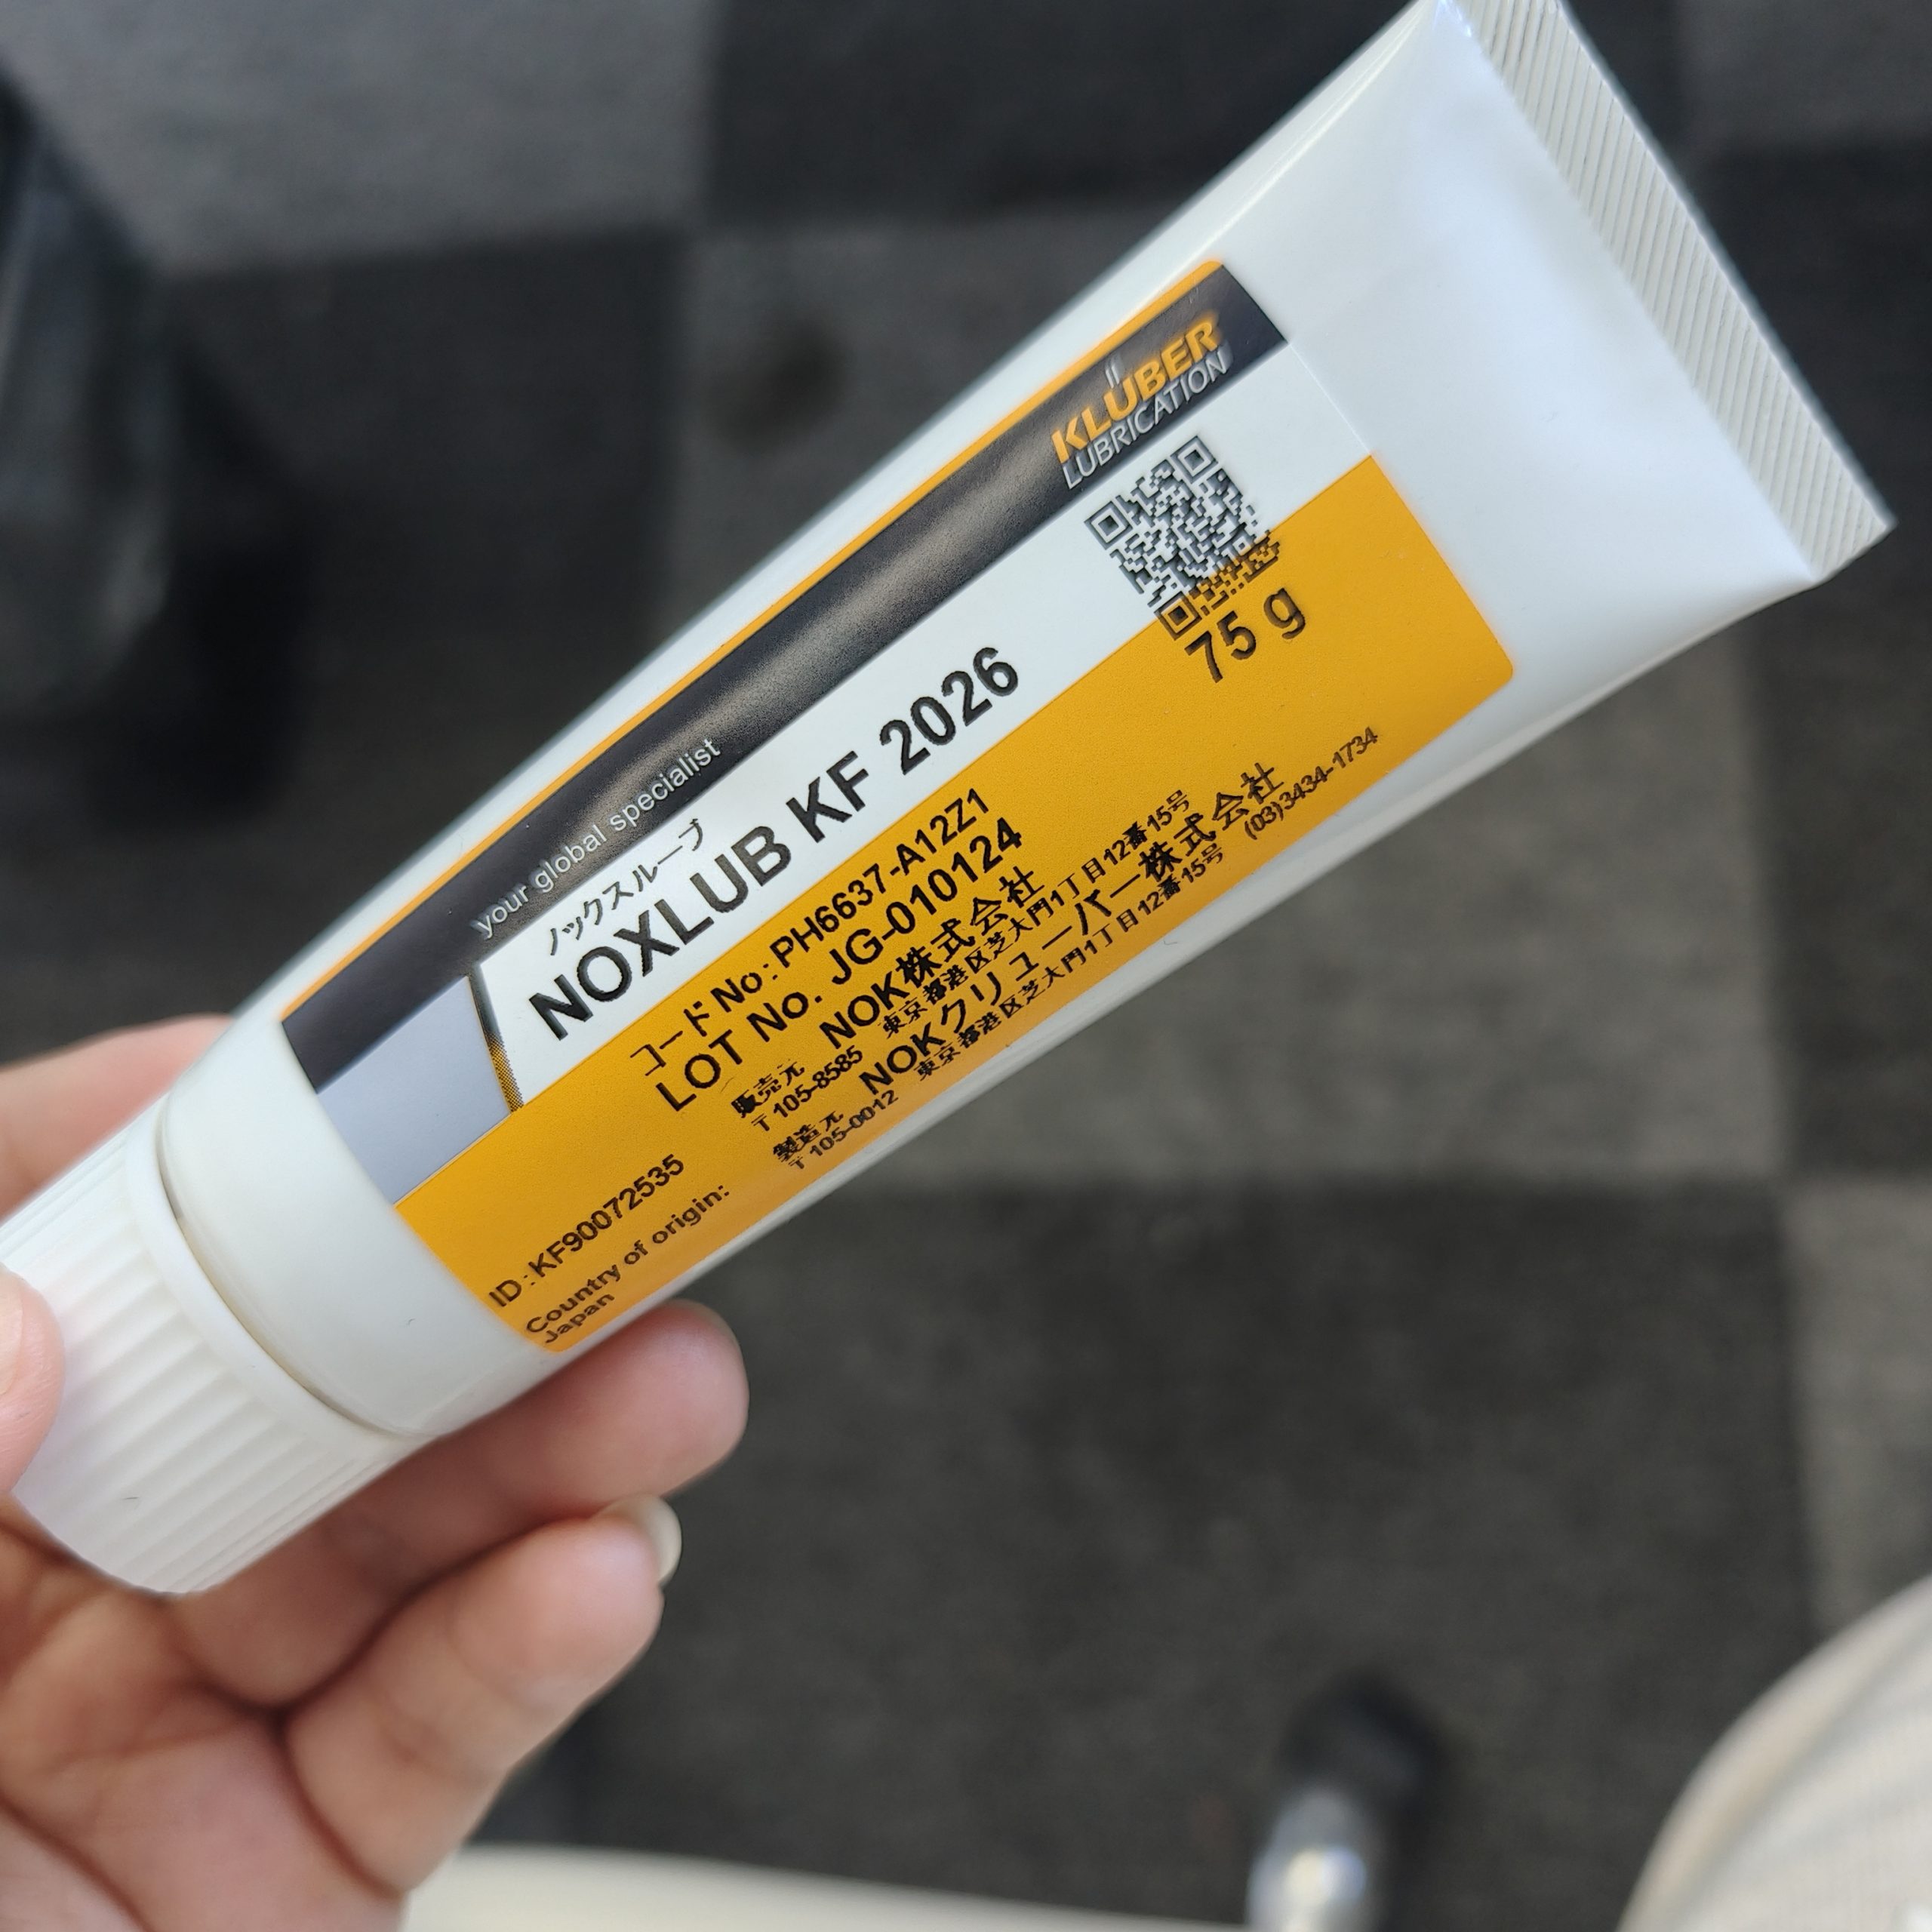 KLÜBER
LUBRICATION
your global specialist
ノックスルーブ
NOXLUB KF 2026
75 g
コードNo: PH6637-A12Z1
LOT No. JG-010124
販売元 NOK株式会社
〒105-8585 東京都港区芝大門1丁目12番15号
製造元 NOKクリューバー株式会社
〒105-0012 東京都港区芝大門1丁目12番15号 (03)3434-1734
ID: KF90072535
Country of origin:
Japan